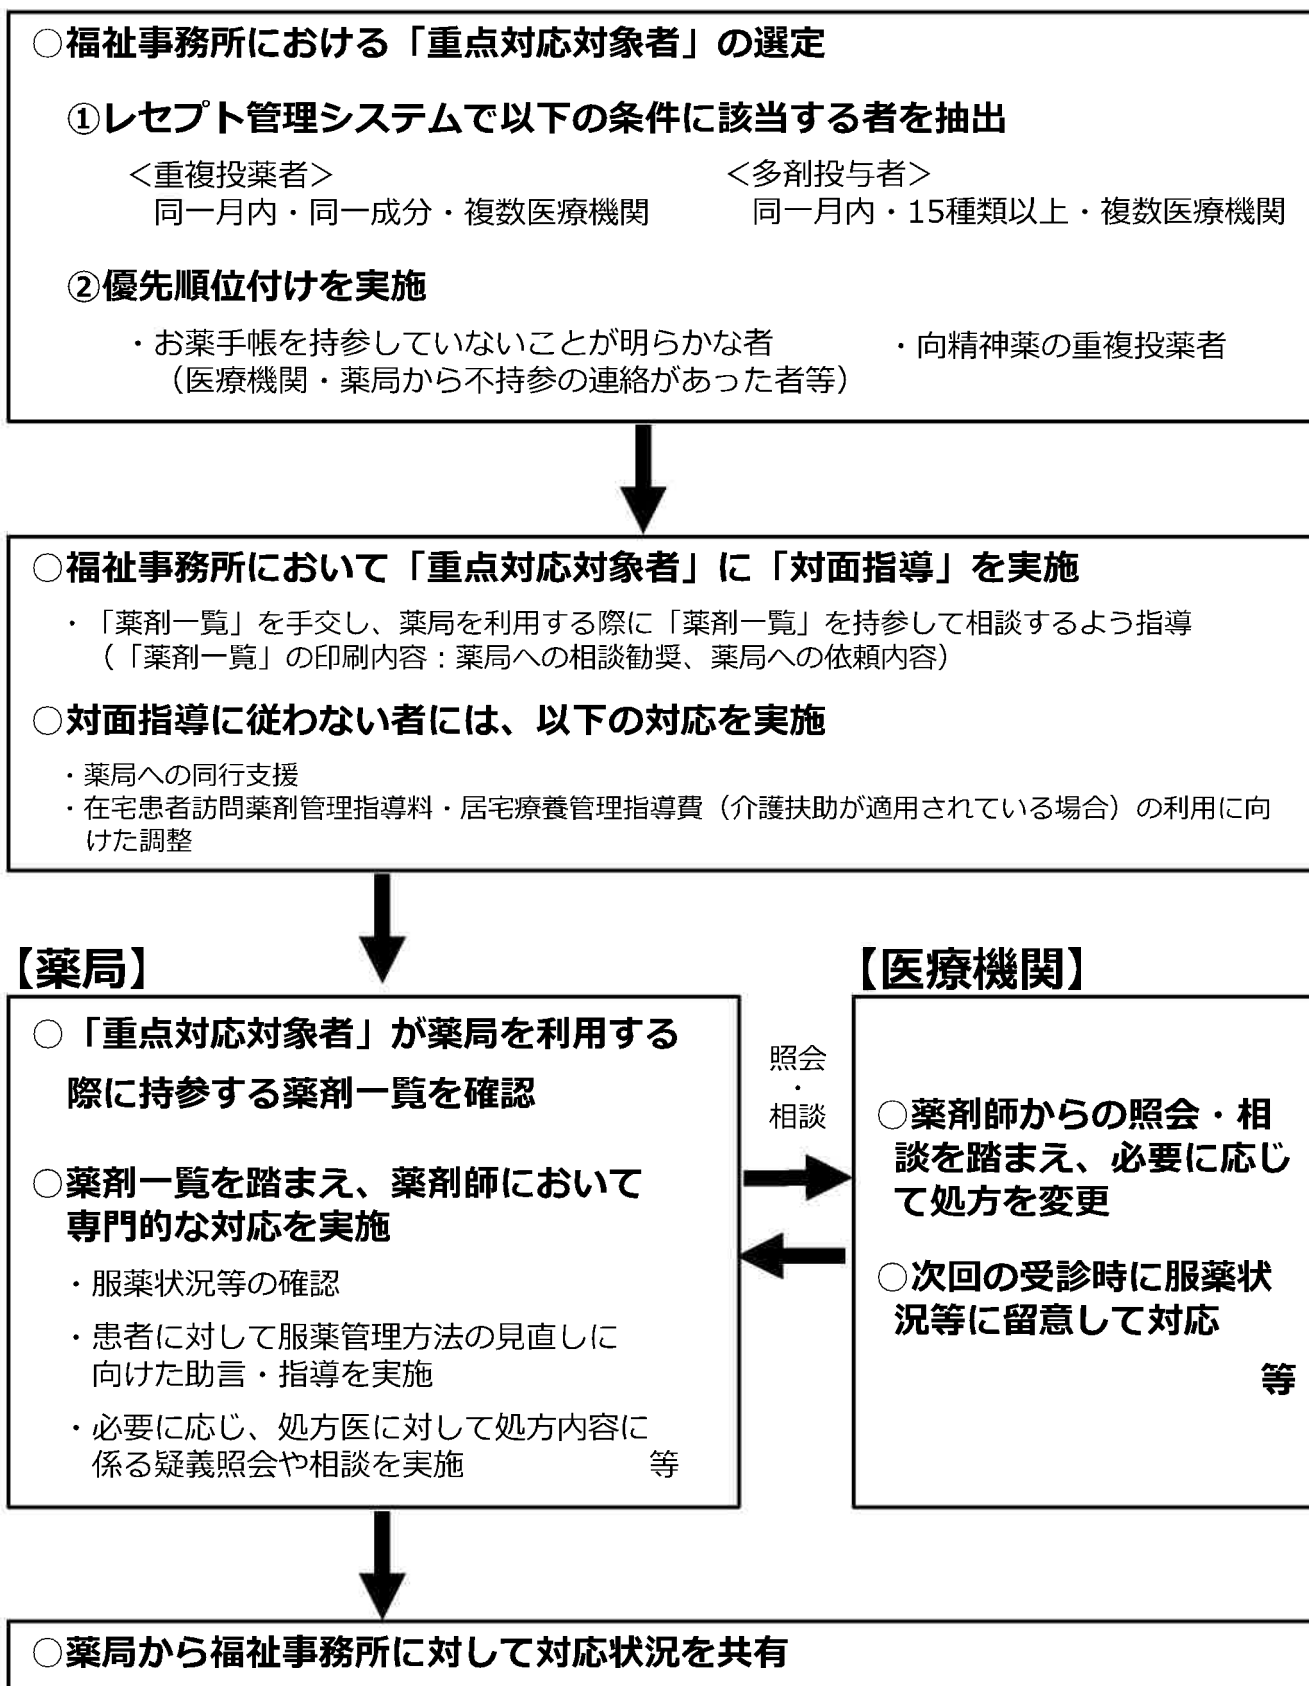 ○福祉事務所における「重点対応対象者」の選定
①レセプト管理システムで以下の条件に該当する者を抽出
＜重複投薬者＞
同一月内・同一成分・複数医療機関
＜多剤投与者＞
同一月内・15種類以上・複数医療機関
②優先順位付けを実施
・お薬手帳を持参していないことが明らかな者
（医療機関・薬局から不持参の連絡があった者等）
・向精神薬の重複投薬者
○福祉事務所において「重点対応対象者」に「対面指導」を実施
・「薬剤一覧」を手交し、薬局を利用する際に「薬剤一覧」を持参して相談するよう指導
（「薬剤一覧」の印刷内容：薬局への相談勧奨、薬局への依頼内容）
○対面指導に従わない者には、以下の対応を実施
・薬局への同行支援
・在宅患者訪問薬剤管理指導料・居宅療養管理指導費（介護扶助が適用されている場合）の利用に向
けた調整
【薬局】
○「重点対応対象者」が薬局を利用する
際に持参する薬剤一覧を確認
○薬剤一覧を踏まえ、薬剤師において
専門的な対応を実施
・服薬状況等の確認
・患者に対して服薬管理方法の見直しに
向けた助言・指導を実施
・必要に応じ、処方医に対して処方内容に
係る疑義照会や相談を実施 等
照会
・
相談
【医療機関】
○薬剤師からの照会・相
談を踏まえ、必要に応じ
て処方を変更
○次回の受診時に服薬状
況等に留意して対応
等
○薬局から福祉事務所に対して対応状況を共有